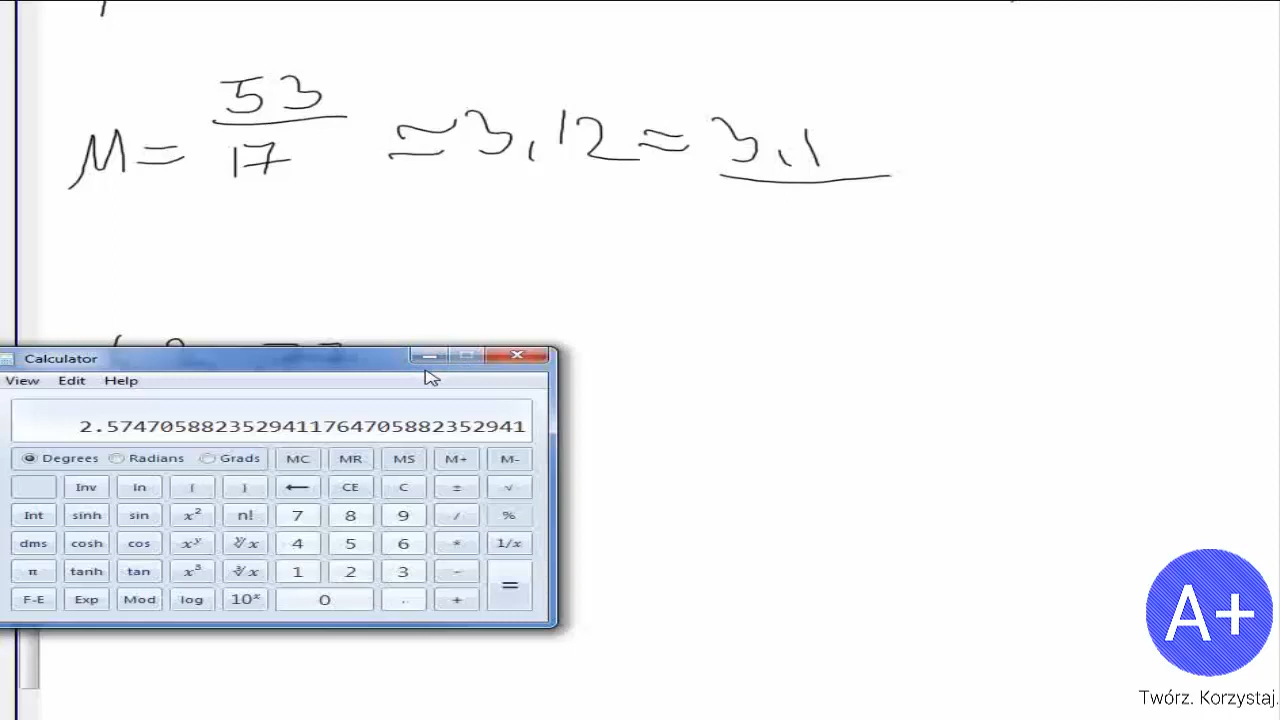 M = 53/17 ≃ 3,12 ≈ 3,1
Calculator
View Edit Help
2.5747058823529411764705882352941
Degrees Radians Grads MC MR MS M+ M-
Inv ln ( ) ← CE C ± √
Int sinh sin x² n! 7 8 9 / %
dms cosh cos xʸ ʸ√x 4 5 6 * 1/x
π tanh tan x³ ³√x 1 2 3 - =
F-E Exp Mod log 10ˣ 0 . +
A+
Twórz. Korzystaj.